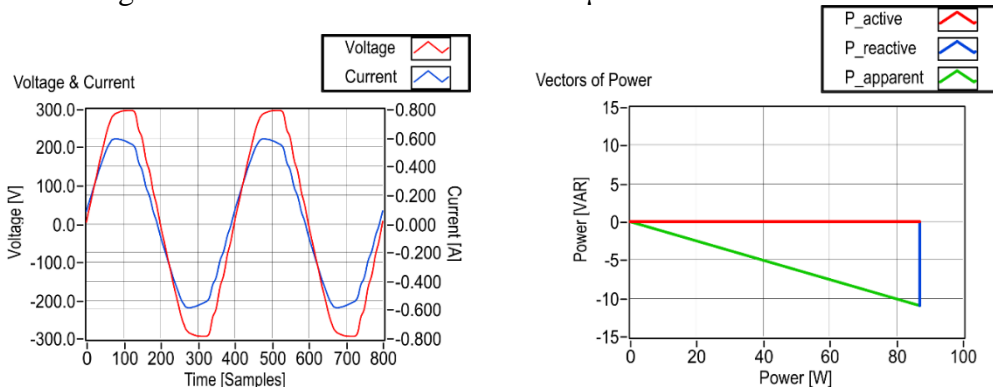 Voltage
Current
Voltage & Current
300.0
200.0
100.0
0.0
-100.0
-200.0
-300.0
Voltage [V]
0.800
0.600
0.400
0.200
0.000
-0.200
-0.400
-0.600
-0.800
Current [A]
0 100 200 300 400 500 600 700 800
Time [Samples]
P_active
P_reactive
P_apparent
Vectors of Power
15
10
5
0
-5
-10
-15
Power [VAR]
0 20 40 60 80 100
Power [W]